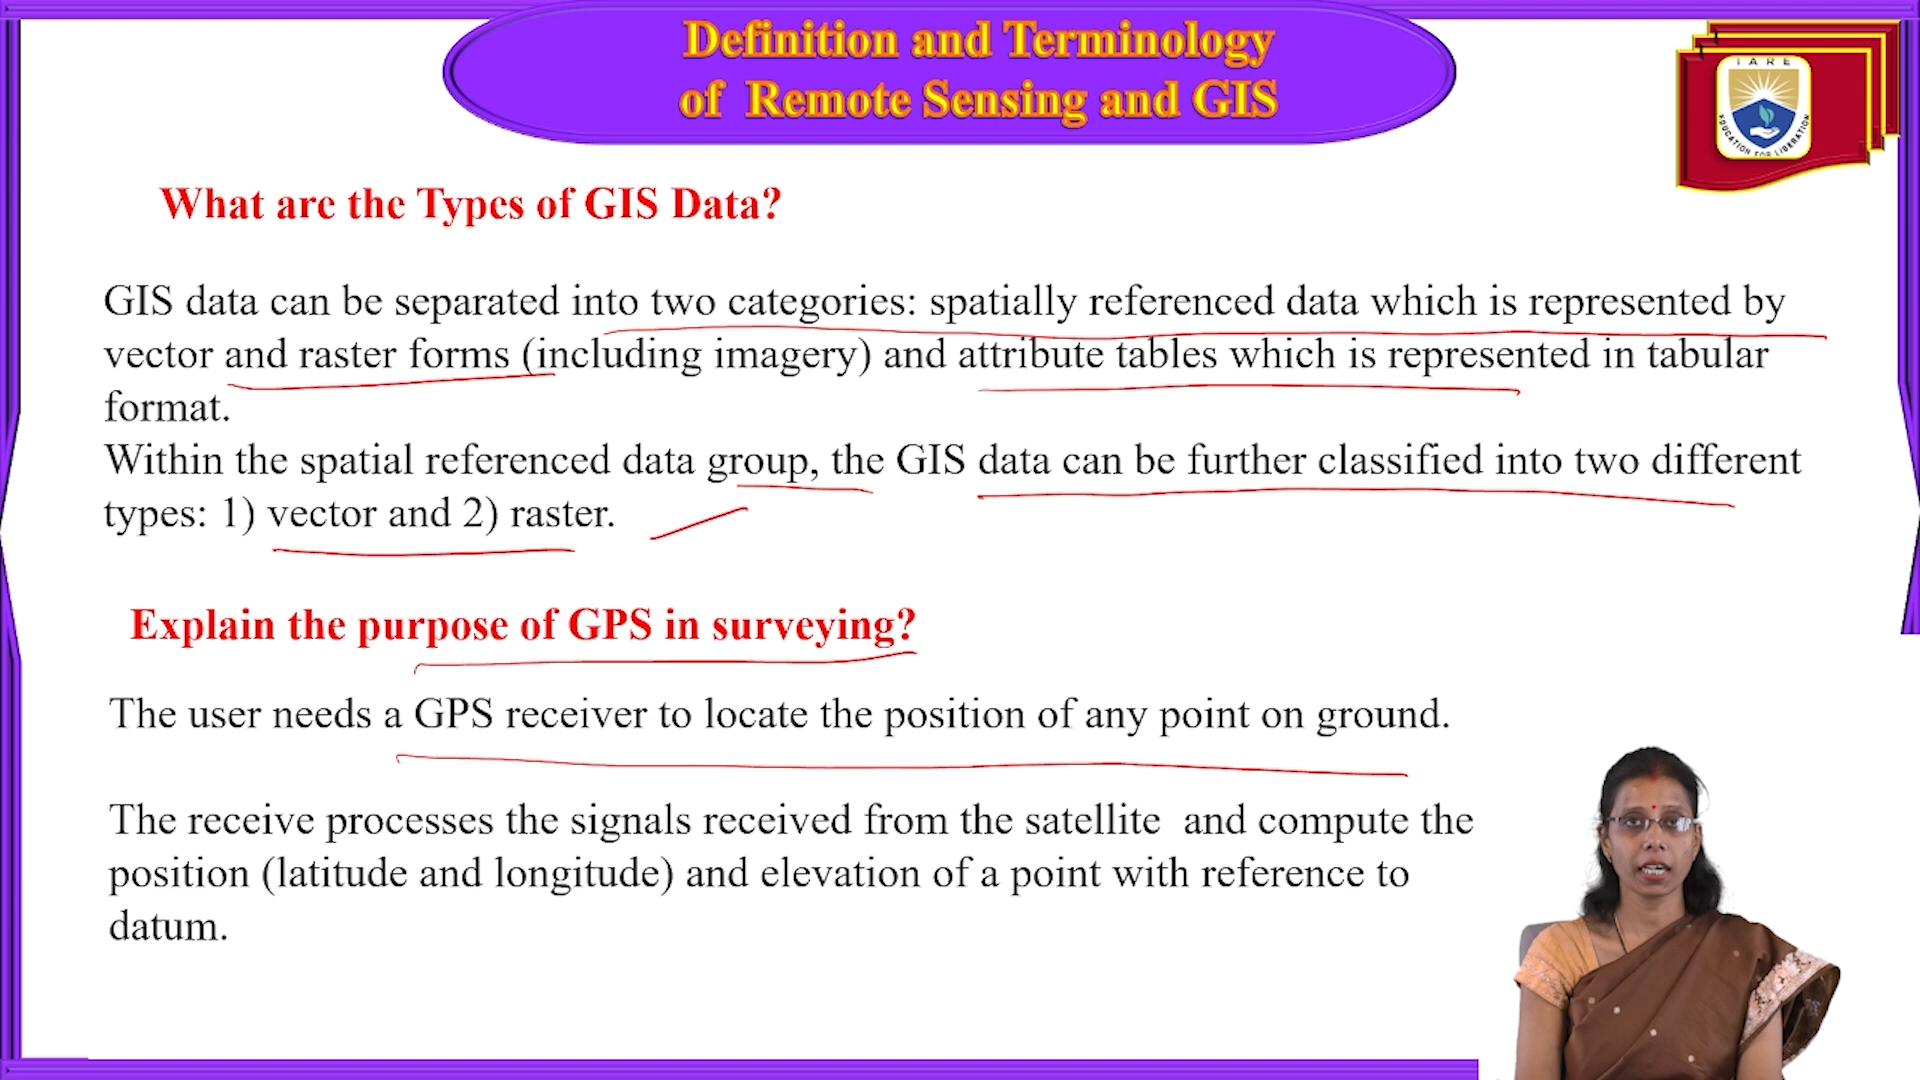 Definition and Terminology
of Remote Sensing and GIS
IARE
EDUCATION FOR LIBERATION
What are the Types of GIS Data?
GIS data can be separated into two categories: spatially referenced data which is represented by
vector and raster forms (including imagery) and attribute tables which is represented in tabular
format.
Within the spatial referenced data group, the GIS data can be further classified into two different
types: 1) vector and 2) raster.
Explain the purpose of GPS in surveying?
The user needs a GPS receiver to locate the position of any point on ground.
The receive processes the signals received from the satellite and compute the
position (latitude and longitude) and elevation of a point with reference to
datum.